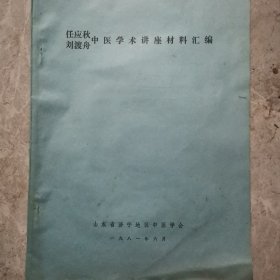 任应秋
刘渡舟 中医学术讲座材料汇编
山东省济宁地区中医学会
一九八一年六月